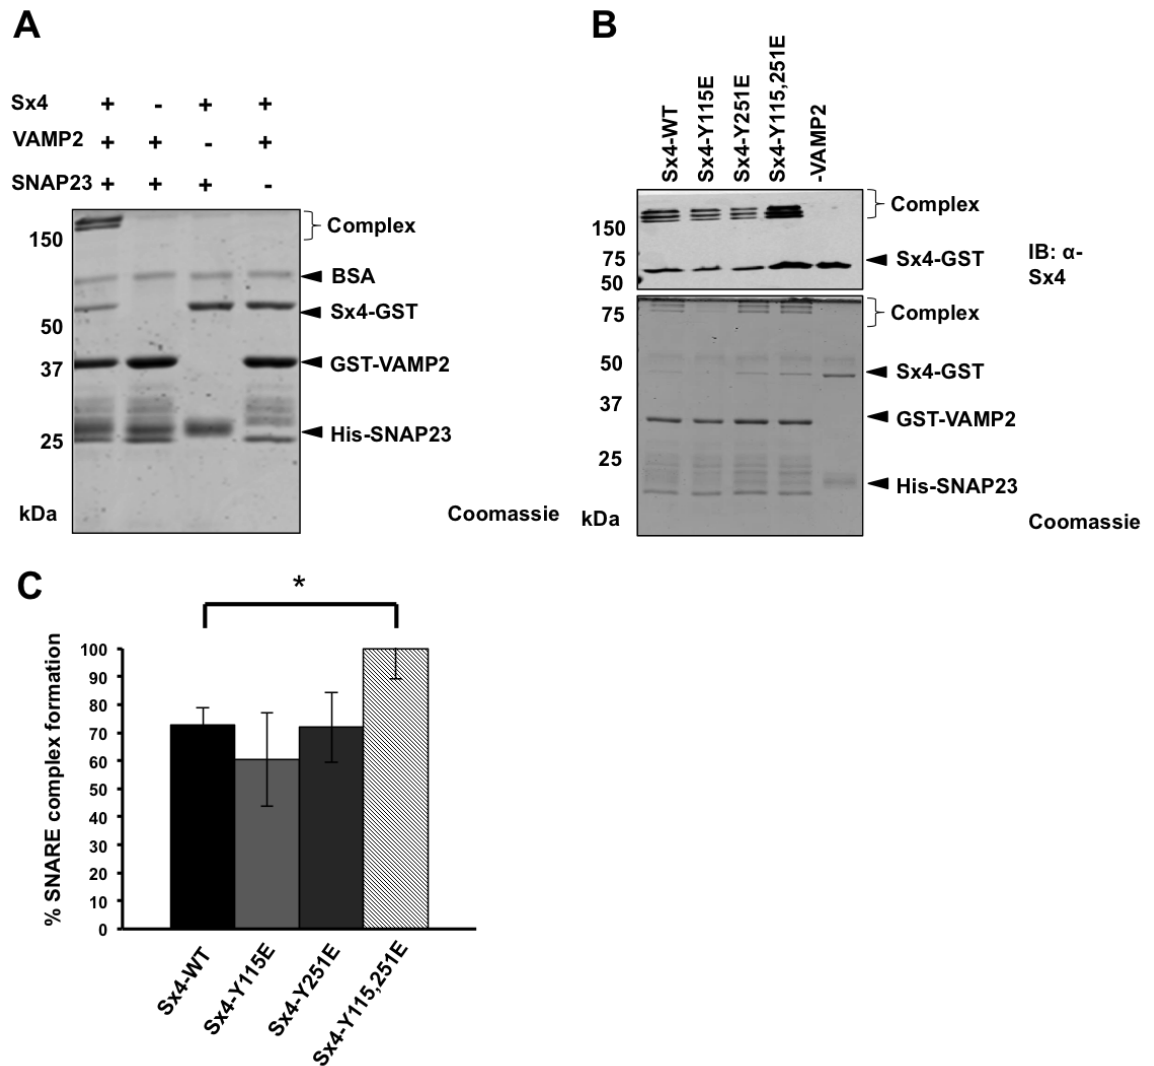 A
Sx4 + - + +
VAMP2 + + - +
SNAP23 + + + -
150
50
37
25
kDa
Complex
BSA
Sx4-GST
GST-VAMP2
His-SNAP23
Coomassie
B
Sx4-WT
Sx4-Y115E
Sx4-Y251E
Sx4-Y115,251E
-VAMP2
150
75
50
Complex
Sx4-GST
IB: α-
Sx4
75
50
37
25
kDa
Complex
Sx4-GST
GST-VAMP2
His-SNAP23
Coomassie
C
*
% SNARE complex formation
100
90
80
70
60
50
40
30
20
10
0
Sx4-WT
Sx4-Y115E
Sx4-Y251E
Sx4-Y115,251E